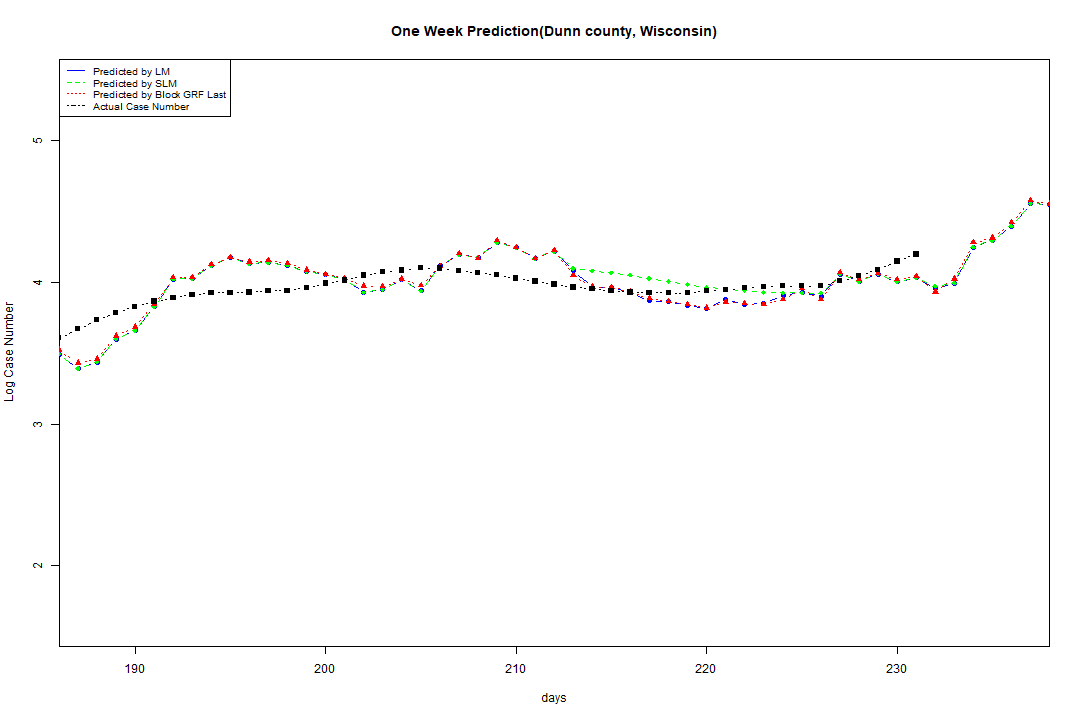 One Week Prediction(Dunn county, Wisconsin)
Predicted by LM
Predicted by SLM
Predicted by Block GRF Last
Actual Case Number
5
4
3
2
Log Case Number
190 200 210 220 230
days